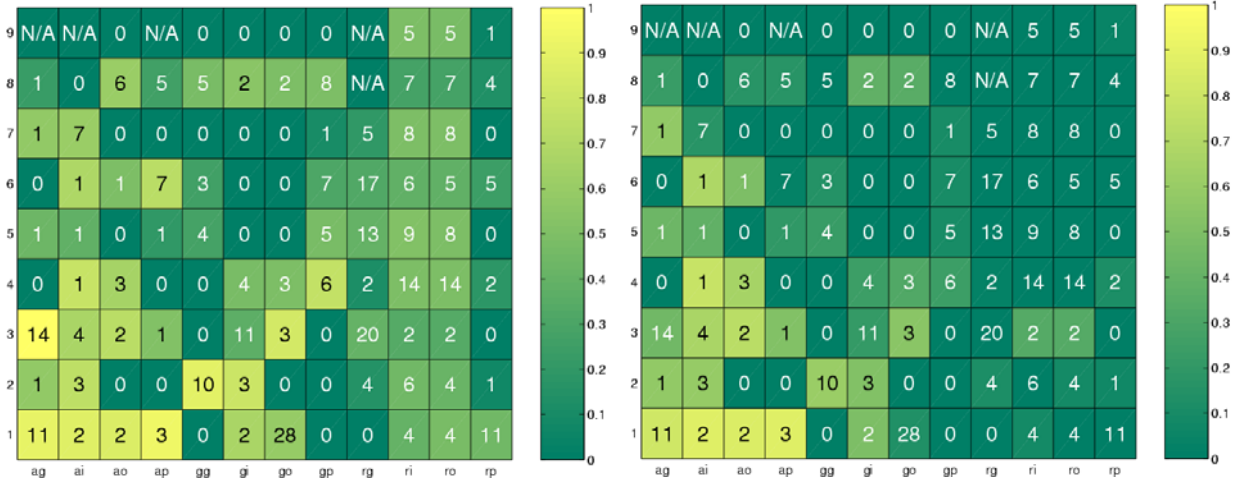 9 N/A N/A 0 N/A 0 0 0 0 N/A 5 5 1
8 1 0 6 5 5 2 2 8 N/A 7 7 4
7 1 7 0 0 0 0 0 1 5 8 8 0
6 0 1 1 7 3 0 0 7 17 6 5 5
5 1 1 0 1 4 0 0 5 13 9 8 0
4 0 1 3 0 0 4 3 6 2 14 14 2
3 14 4 2 1 0 11 3 0 20 2 2 0
2 1 3 0 0 10 3 0 0 4 6 4 1
1 11 2 2 3 0 2 28 0 0 4 4 11
ag ai ao ap gg gi go gp rg ri ro rp
1
0.9
0.8
0.7
0.6
0.5
0.4
0.3
0.2
0.1
0
9 N/A N/A 0 N/A 0 0 0 0 N/A 5 5 1
8 1 0 6 5 5 2 2 8 N/A 7 7 4
7 1 7 0 0 0 0 0 1 5 8 8 0
6 0 1 1 7 3 0 0 7 17 6 5 5
5 1 1 0 1 4 0 0 5 13 9 8 0
4 0 1 3 0 0 4 3 6 2 14 14 2
3 14 4 2 1 0 11 3 0 20 2 2 0
2 1 3 0 0 10 3 0 0 4 6 4 1
1 11 2 2 3 0 2 28 0 0 4 4 11
ag ai ao ap gg gi go gp rg ri ro rp
1
0.9
0.8
0.7
0.6
0.5
0.4
0.3
0.2
0.1
0